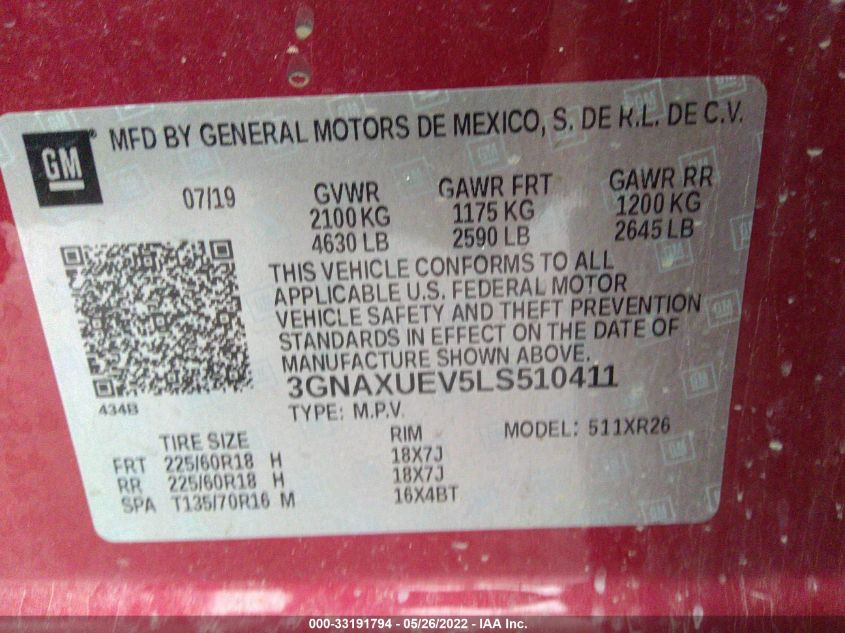 GM
MFD BY GENERAL MOTORS DE MEXICO, S. DE R.L. DE C.V.
07/19 GVWR GAWR FRT GAWR RR
2100 KG 1175 KG 1200 KG
4630 LB 2590 LB 2645 LB
THIS VEHICLE CONFORMS TO ALL
APPLICABLE U.S. FEDERAL MOTOR
VEHICLE SAFETY AND THEFT PREVENTION
STANDARDS IN EFFECT ON THE DATE OF
MANUFACTURE SHOWN ABOVE.
3GNAXUEV5LS510411
434B TYPE: M.P.V.
TIRE SIZE RIM MODEL: 511XR26
FRT 225/60R18 H 18X7J
RR 225/60R18 H 18X7J
SPA T135/70R16 M 16X4BT
000-33191794 - 05/26/2022 - IAA Inc.